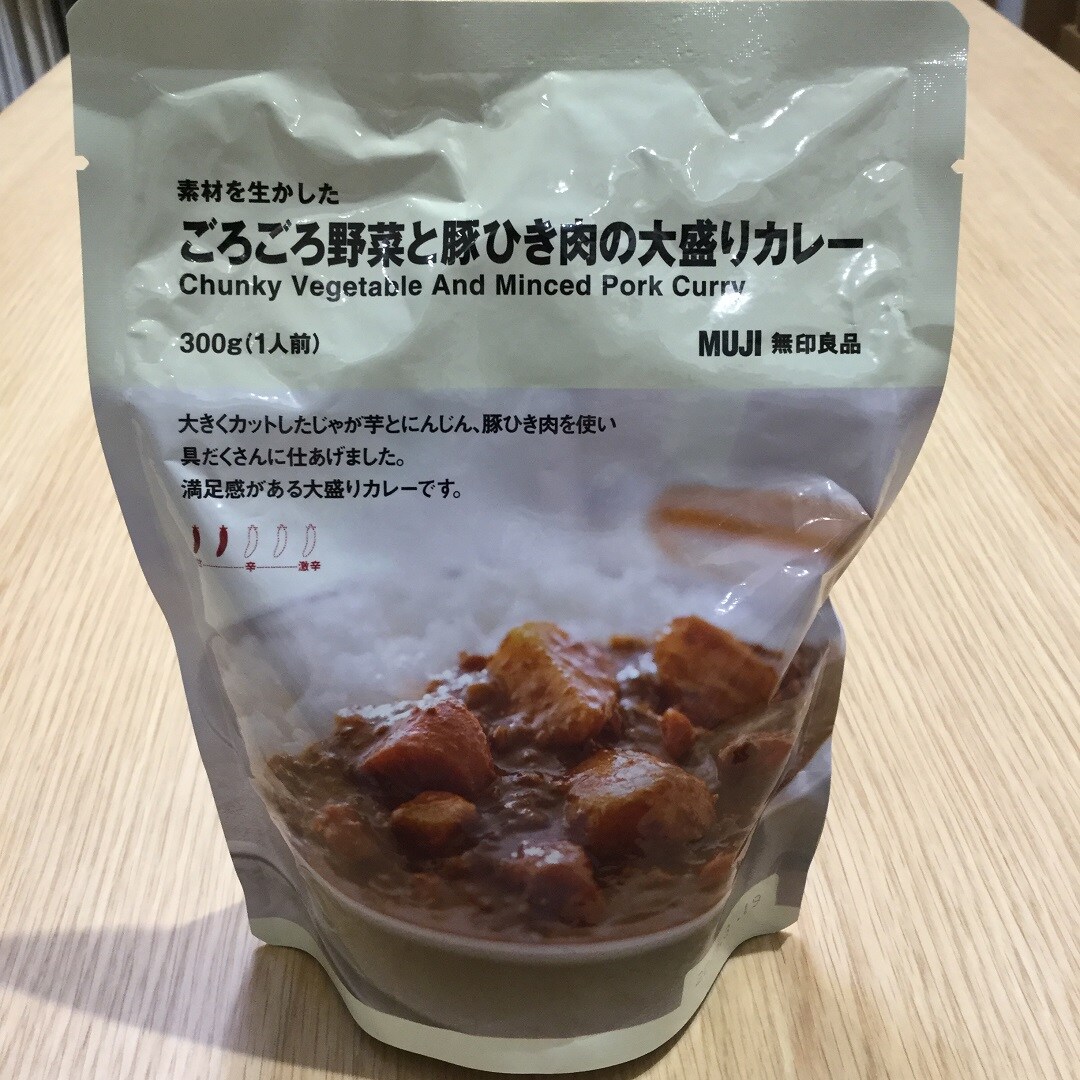 素材を生かした
ごろごろ野菜と豚ひき肉の大盛りカレー
Chunky Vegetable And Minced Pork Curry
300g(1人前)
MUJI 無印良品
大きくカットしたじゃが芋とにんじん、豚ひき肉を使い
具だくさんに仕あげました。
満足感がある大盛りカレーです。
辛 激辛